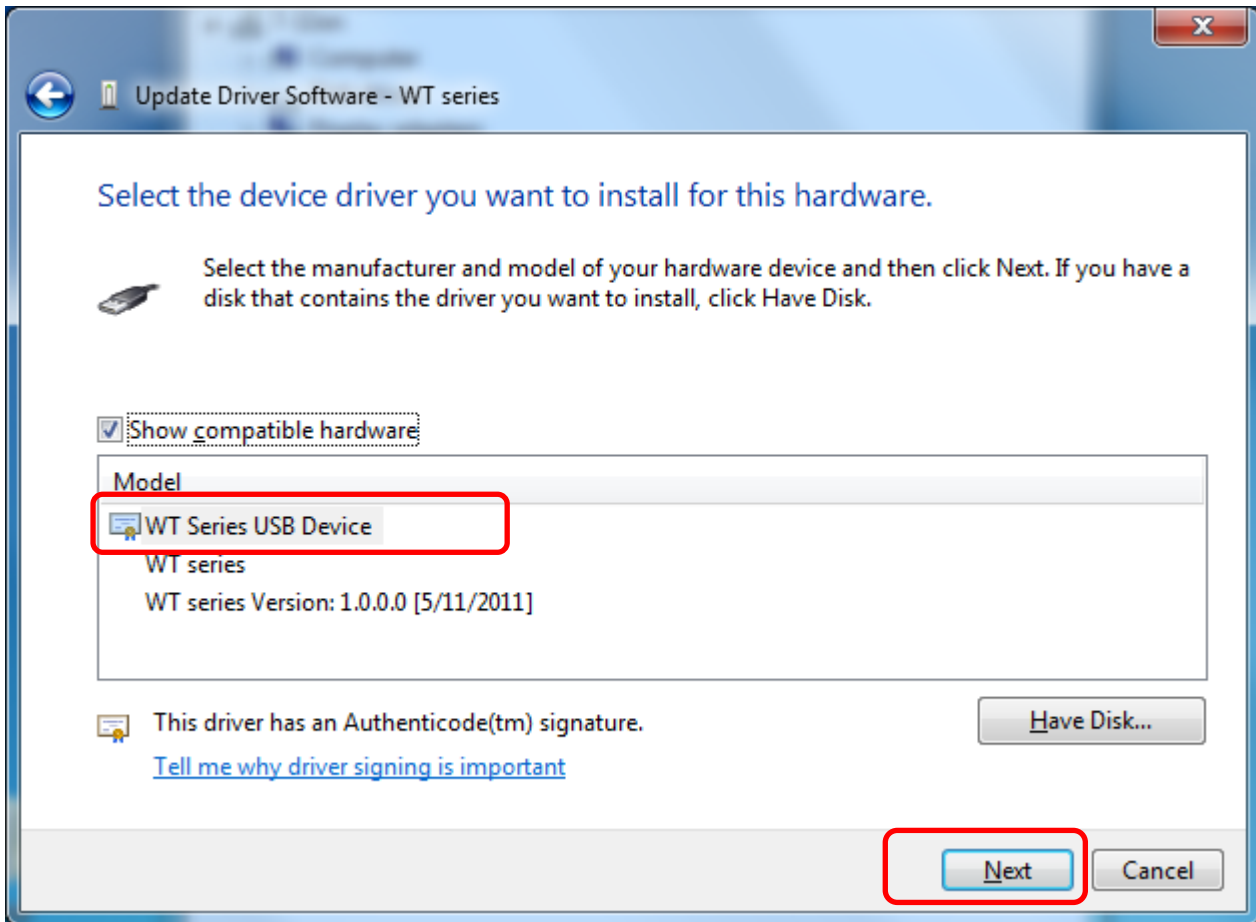 Computer
Update Driver Software - WT series
Select the device driver you want to install for this hardware.
Select the manufacturer and model of your hardware device and then click Next. If you have a
disk that contains the driver you want to install, click Have Disk.
Show compatible hardware
Model
WT Series USB Device
WT series
WT series Version: 1.0.0.0 [5/11/2011]
This driver has an Authenticode(tm) signature.
Have Disk...
Tell me why driver signing is important
Next
Cancel